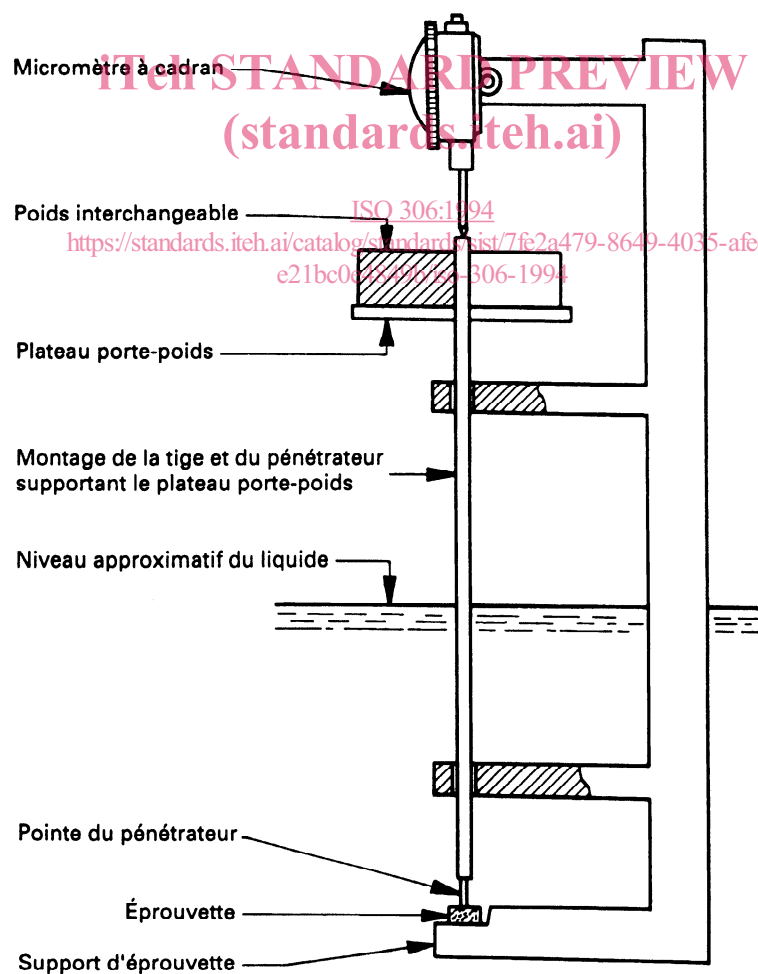 Micromètre à cadran
iTeh STANDARD PREVIEW
(standards.iteh.ai)
Poids interchangeable
ISO 306:1994
https://standards.iteh.ai/catalog/standards/sist/7fe2a479-8649-4035-afe
e21bc0e4849b/iso-306-1994
Plateau porte-poids
Montage de la tige et du pénétrateur
supportant le plateau porte-poids
Niveau approximatif du liquide
Pointe du pénétrateur
Éprouvette
Support d'éprouvette